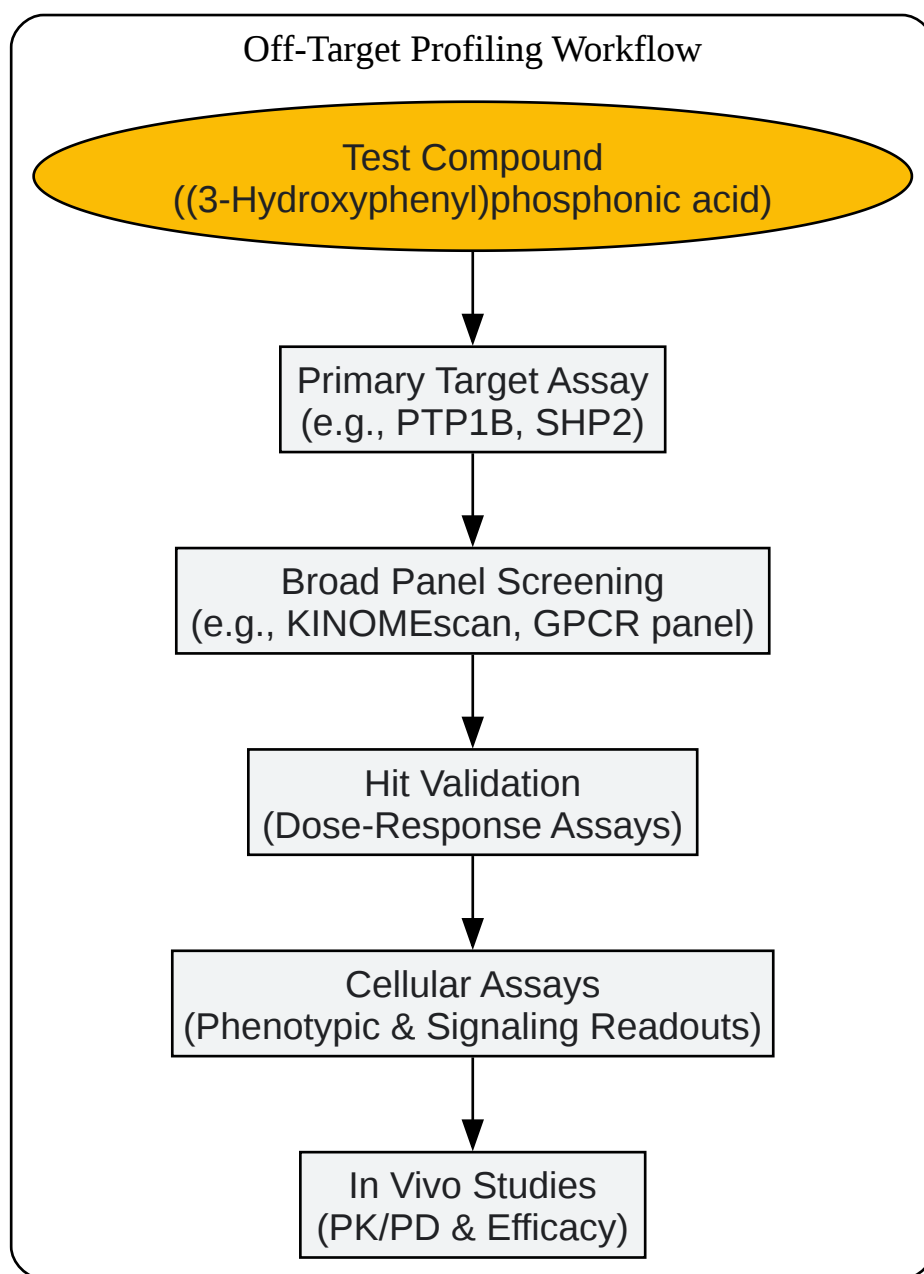 Off-Target Profiling Workflow
Test Compound
((3-Hydroxyphenyl)phosphonic acid)
Primary Target Assay
(e.g., PTP1B, SHP2)
Broad Panel Screening
(e.g., KINOMEscan, GPCR panel)
Hit Validation
(Dose-Response Assays)
Cellular Assays
(Phenotypic & Signaling Readouts)
In Vivo Studies
(PK/PD & Efficacy)